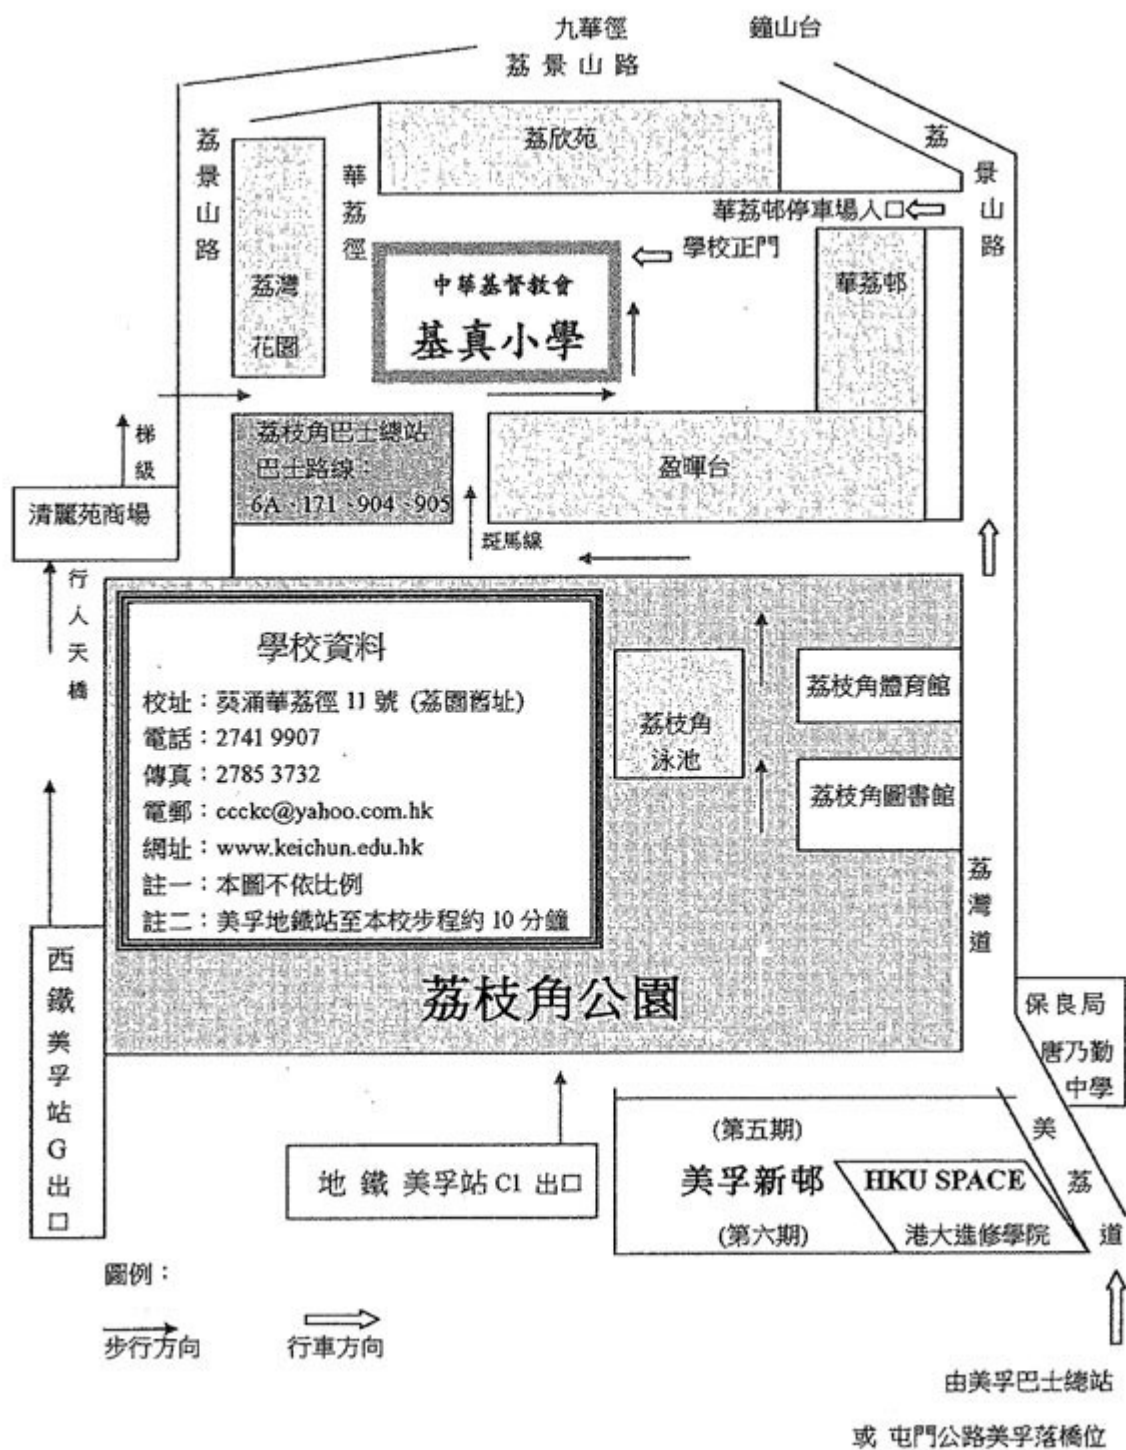 九華徑
鐘山台
荔景山路
荔景山路
荔欣苑
華荔徑
荔景山路
華荔邨停車場入口
學校正門
華荔邨
荔灣
花園
中華基督教會
基真小學
荔枝角巴士總站
巴士路線：
6A、171、904、905
盈暉台
梯級
清麗苑商場
斑馬線
行人天橋
學校資料
校址：葵涌華荔徑 11 號 (荔園舊址)
電話：2741 9907
傳真：2785 3732
電郵：ccckc@yahoo.com.hk
網址：www.keichun.edu.hk
註一：本圖不依比例
註二：美孚地鐵站至本校步程約 10 分鐘
荔枝角
泳池
荔枝角體育館
荔枝角圖書館
荔灣道
荔枝角公園
西鐵美孚站G出口
保良局
唐乃勤
中學
地鐵 美孚站 C1 出口
(第五期)
美孚新邨
(第六期)
HKU SPACE
港大進修學院
美荔道
圖例：
步行方向
行車方向
由美孚巴士總站
或 屯門公路美孚落橋位